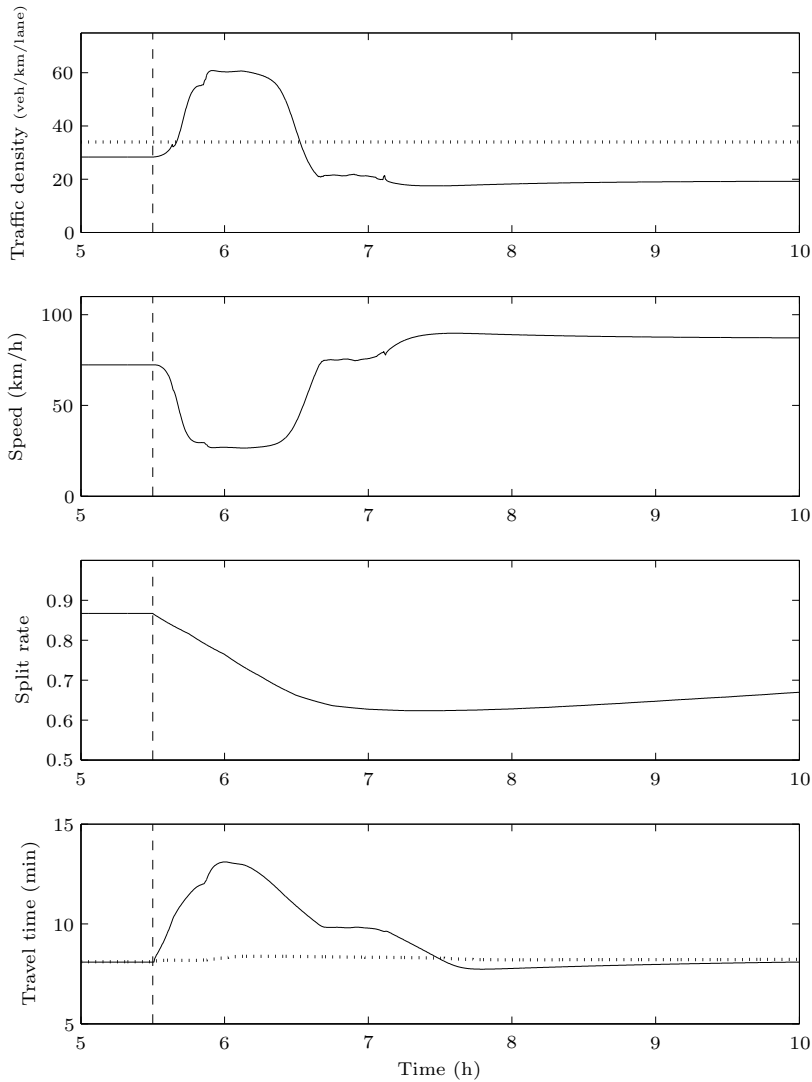 Traffic density (veh/km/lane)
60
40
20
0
5 6 7 8 9 10
Speed (km/h)
100
50
0
5 6 7 8 9 10
Split rate
0.9
0.8
0.7
0.6
0.5
5 6 7 8 9 10
Travel time (min)
15
10
5
5 6 7 8 9 10
Time (h)